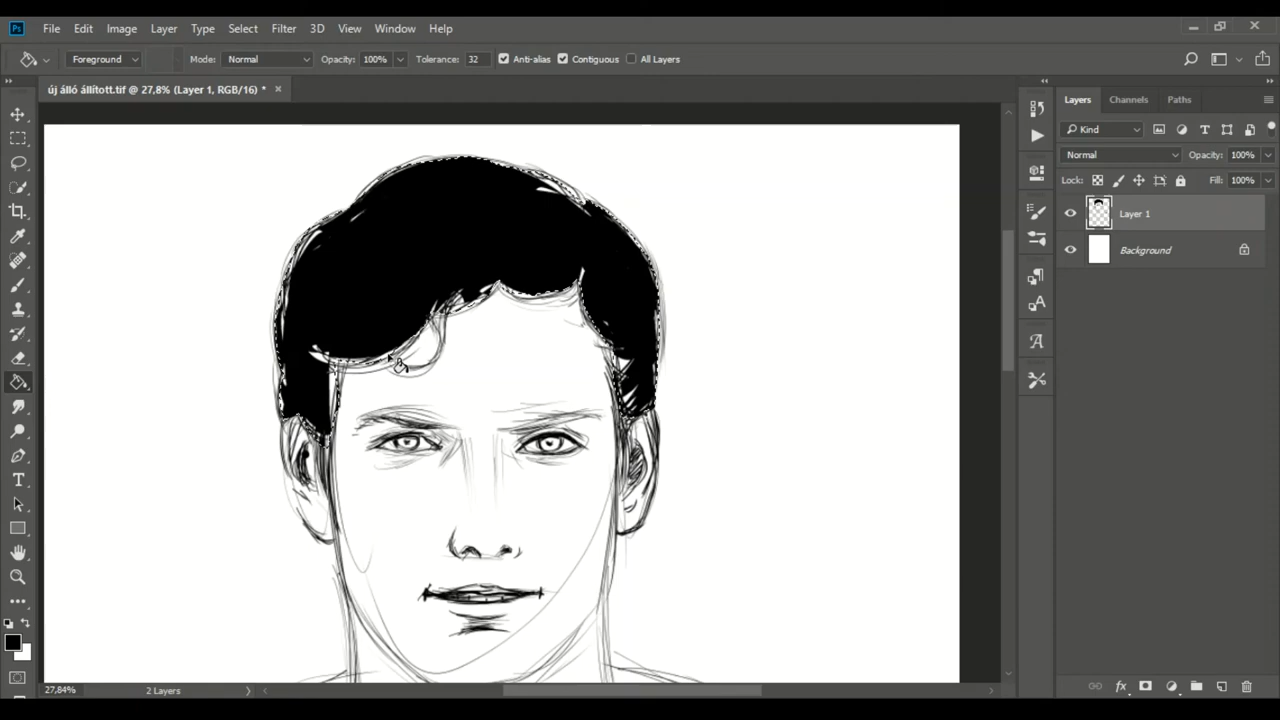 Ps File Edit Image Layer Type Select Filter 3D View Window Help
Foreground Mode: Normal Opacity: 100% Tolerance: 32 Anti-alias Contiguous All Layers
új álló állított.tif @ 27,8% (Layer 1, RGB/16) *
Layers Channels Paths
Kind
Normal Opacity: 100%
Lock: Fill: 100%
Layer 1
Background
27,84% 2 Layers